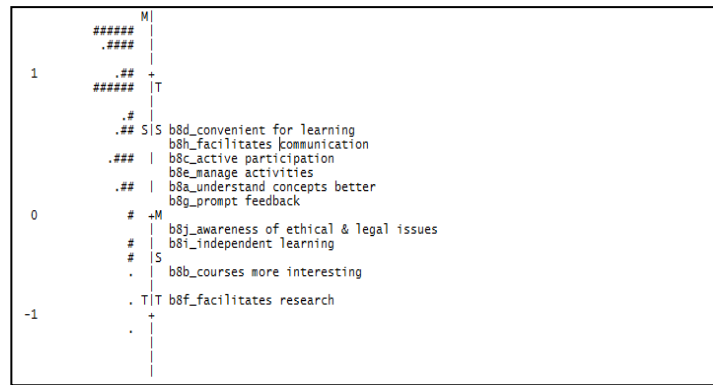 M|
###### |
.#### |
|
1 .## +
###### |T
|
.# |
.## S|S b8d_convenient for learning
b8h_facilitates communication
.### | b8c_active participation
b8e_manage activities
.## | b8a_understand concepts better
b8g_prompt feedback
0 # +M
| b8j_awareness of ethical & legal issues
# | b8i_independent learning
# |S
. | b8b_courses more interesting
|
. T|T b8f_facilitates research
-1 +
. |
|
|
|